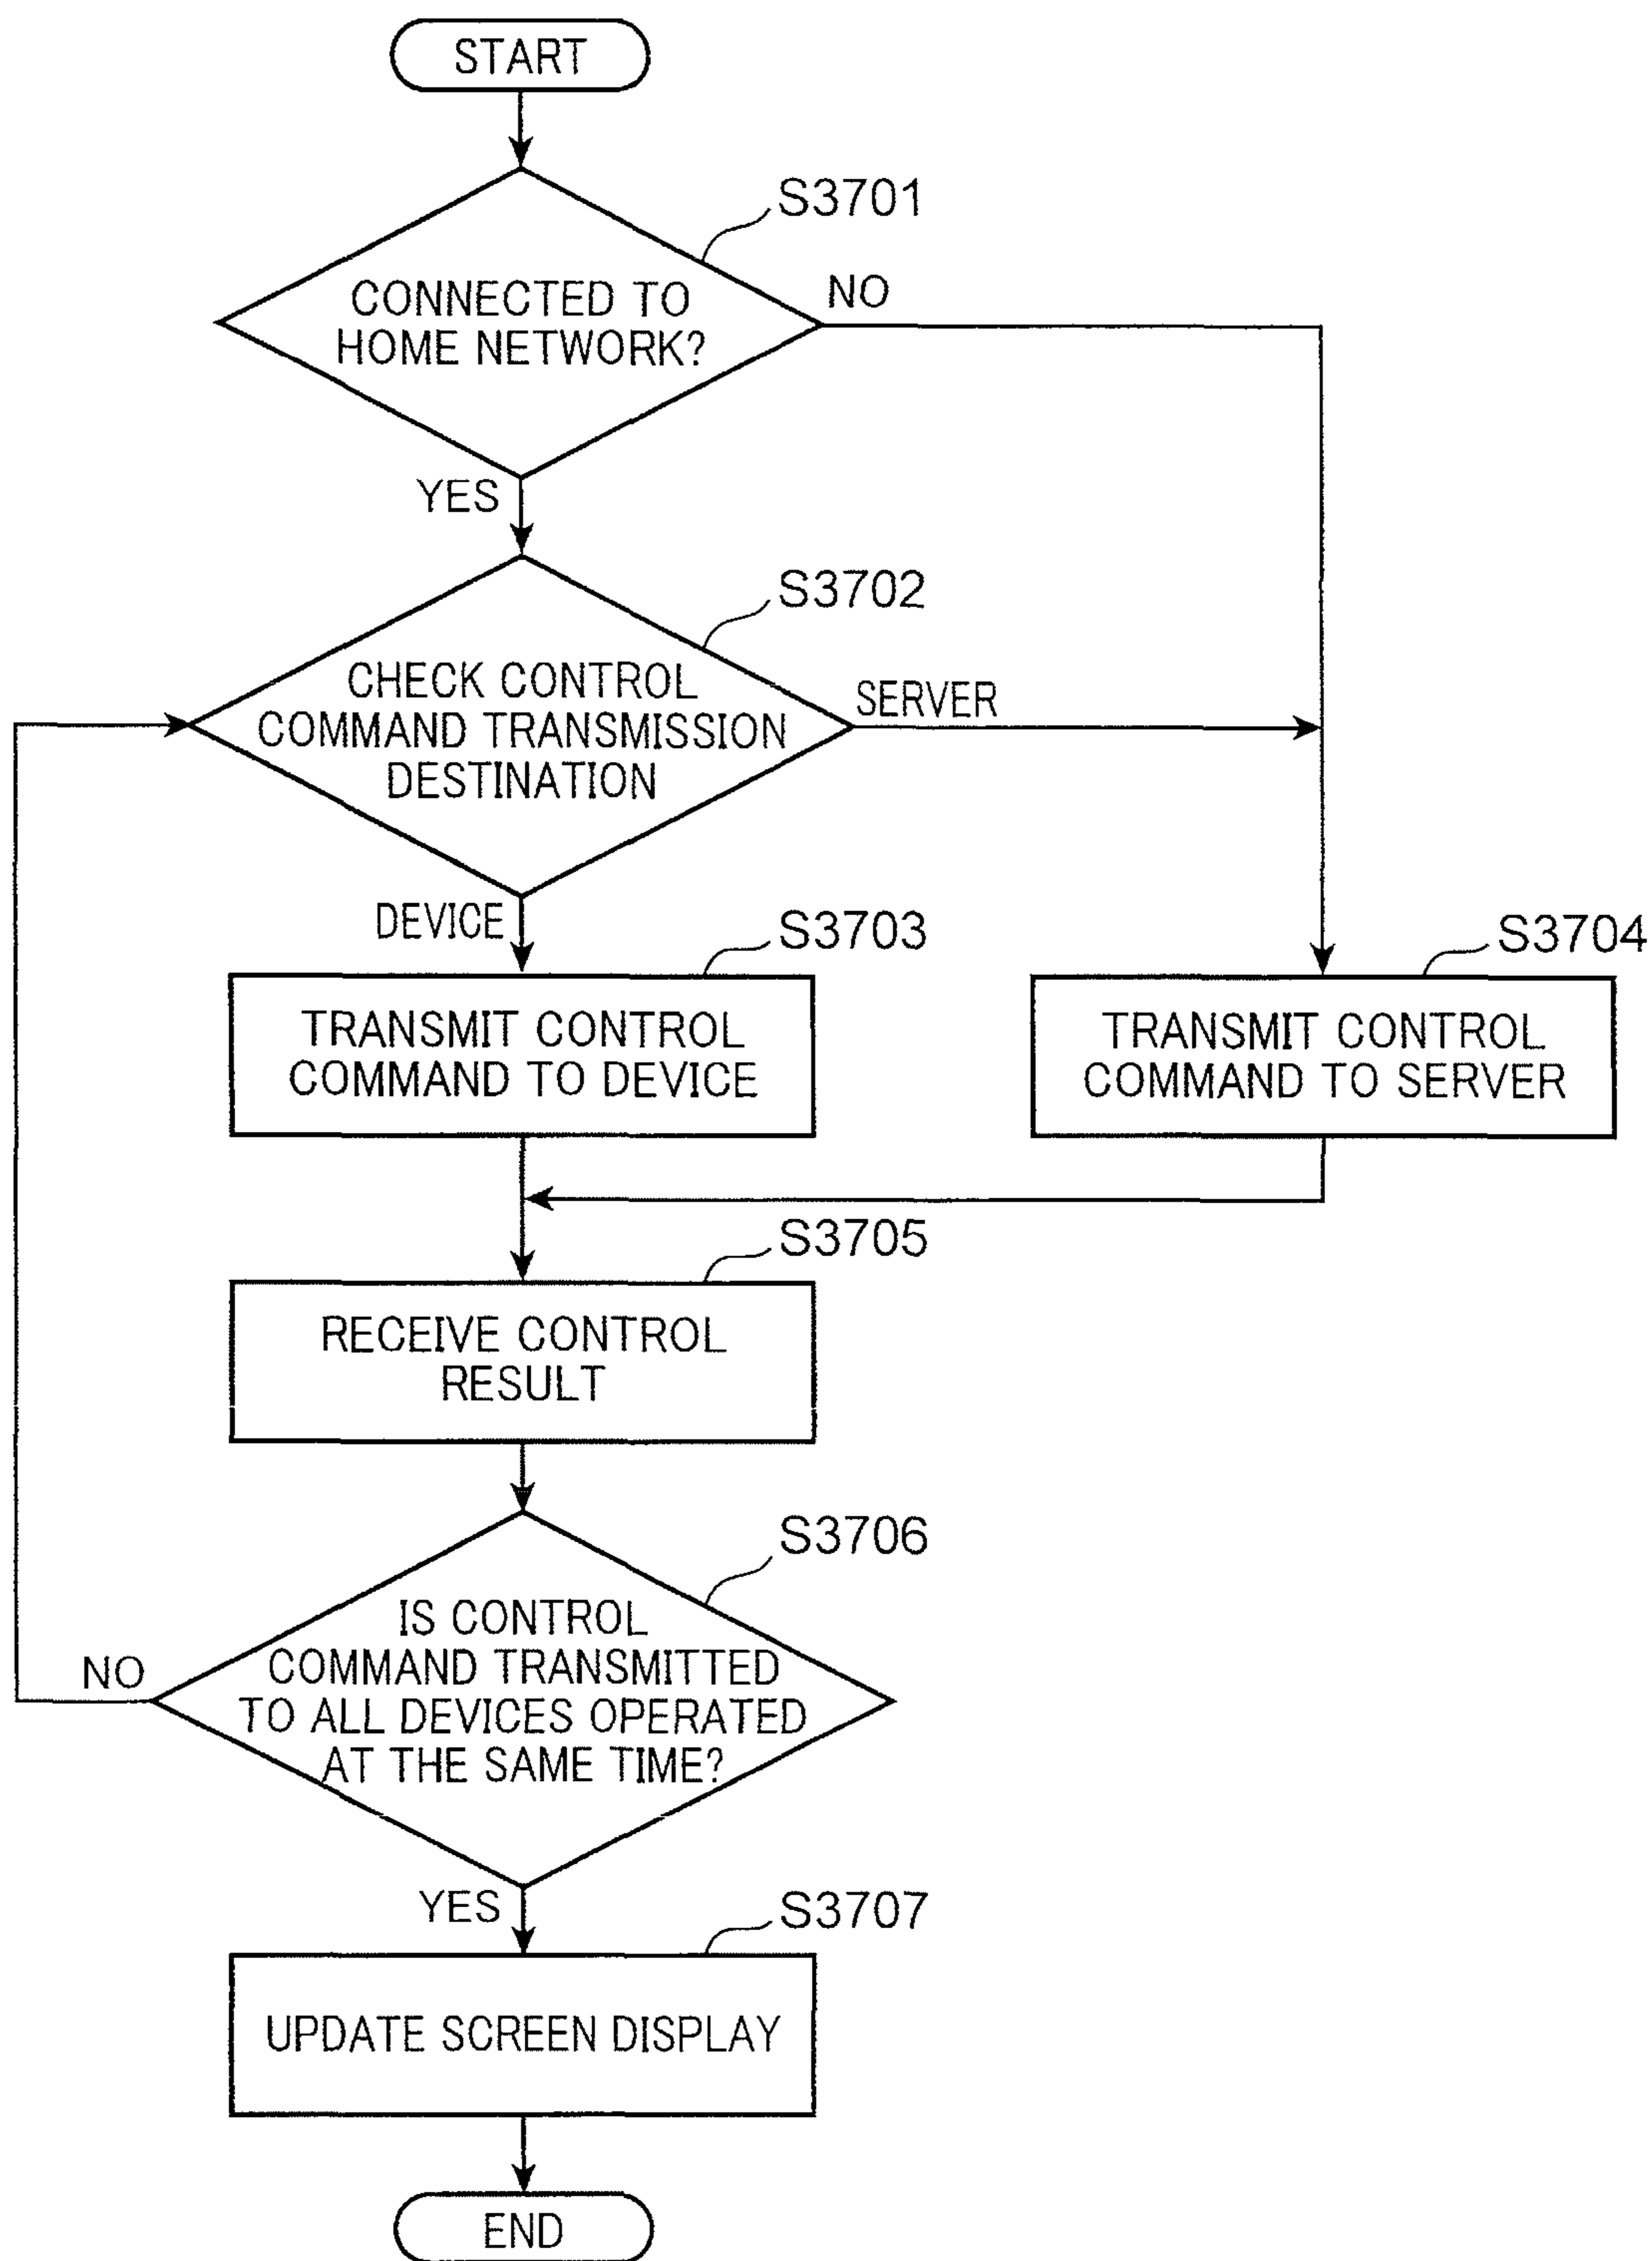 START
S3701
CONNECTED TO
HOME NETWORK?
NO
YES
S3702
CHECK CONTROL
COMMAND TRANSMISSION
DESTINATION
SERVER
DEVICE
S3703
TRANSMIT CONTROL
COMMAND TO DEVICE
S3704
TRANSMIT CONTROL
COMMAND TO SERVER
S3705
RECEIVE CONTROL
RESULT
S3706
IS CONTROL
COMMAND TRANSMITTED
TO ALL DEVICES OPERATED
AT THE SAME TIME?
NO
YES
S3707
UPDATE SCREEN DISPLAY
END